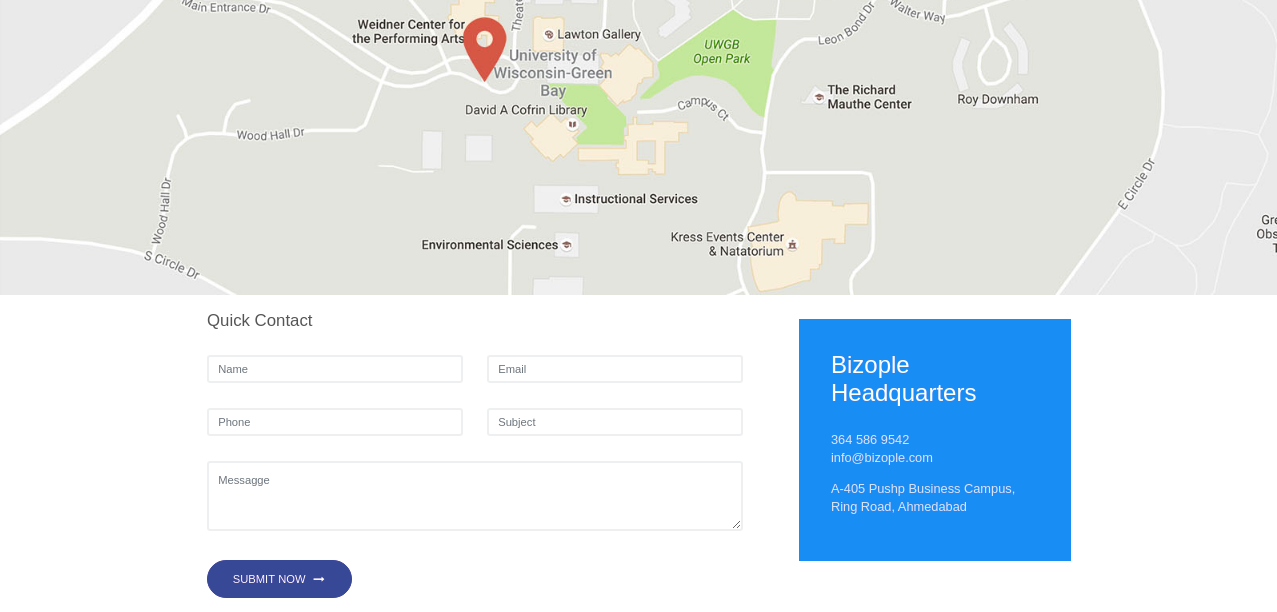 Main Entrance Dr
Theatre
Walter Way
Weidner Center for
the Performing Arts
Lawton Gallery
Leon Bond Dr
UWGB
Open Park
University of
Wisconsin-Green
Bay
The Richard
Mauthe Center
Roy Downham
David A Cofrin Library
Campus Ct
Wood Hall Dr
Wood Hall Dr
E Circle Dr
Instructional Services
Environmental Sciences
Kress Events Center
& Natatorium
Gre
Obs
T
S Circle Dr
Quick Contact
Name
Email
Phone
Subject
Messagge
SUBMIT NOW
Bizople
Headquarters
364 586 9542
info@bizople.com
A-405 Pushp Business Campus,
Ring Road, Ahmedabad